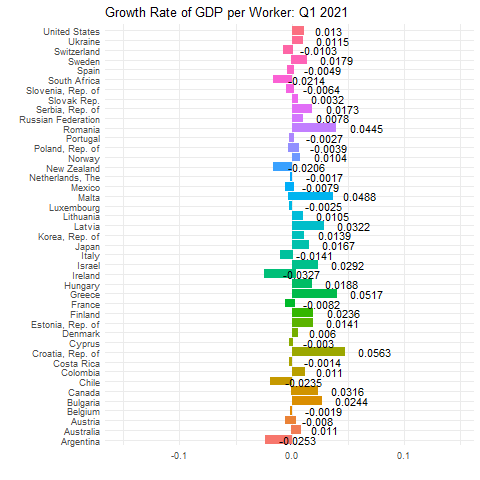 Growth Rate of GDP per Worker: Q1 2021
United States 0.013
Ukraine 0.0115
Switzerland -0.0103
Sweden 0.0179
Spain -0.0049
South Africa -0.0214
Slovenia, Rep. of -0.0064
Slovak Rep. 0.0032
Serbia, Rep. of 0.0173
Russian Federation 0.0078
Romania 0.0445
Portugal -0.0027
Poland, Rep. of -0.0039
Norway 0.0104
New Zealand -0.0206
Netherlands, The -0.0017
Mexico -0.0079
Malta 0.0488
Luxembourg -0.0025
Lithuania 0.0105
Latvia 0.0322
Korea, Rep. of 0.0139
Japan 0.0167
Italy -0.0141
Israel 0.0292
Ireland -0.0327
Hungary 0.0188
Greece 0.0517
France -0.0082
Finland 0.0236
Estonia, Rep. of 0.0141
Denmark 0.006
Cyprus -0.003
Croatia, Rep. of 0.0563
Costa Rica -0.0014
Colombia 0.011
Chile -0.0235
Canada 0.0316
Bulgaria 0.0244
Belgium -0.0019
Austria -0.008
Australia 0.011
Argentina -0.0253
-0.1 0.0 0.1